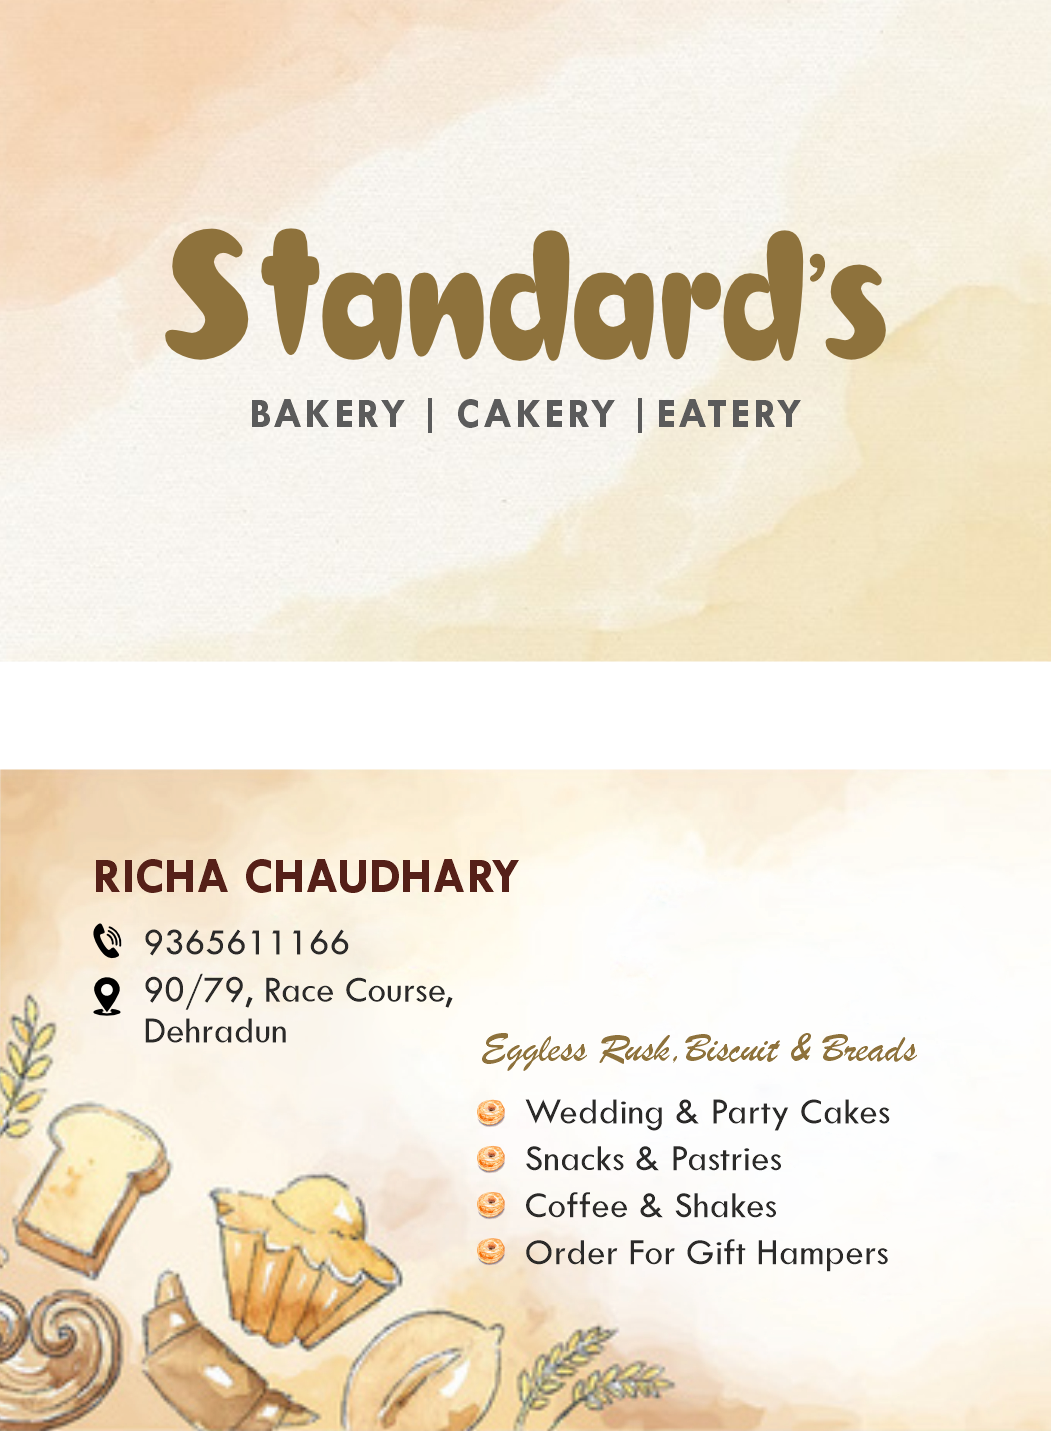 Standard's
BAKERY | CAKERY | EATERY
RICHA CHAUDHARY
9365611166
90/79, Race Course,
Dehradun
Eggless Rusk, Biscuit & Breads
Wedding & Party Cakes
Snacks & Pastries
Coffee & Shakes
Order For Gift Hampers